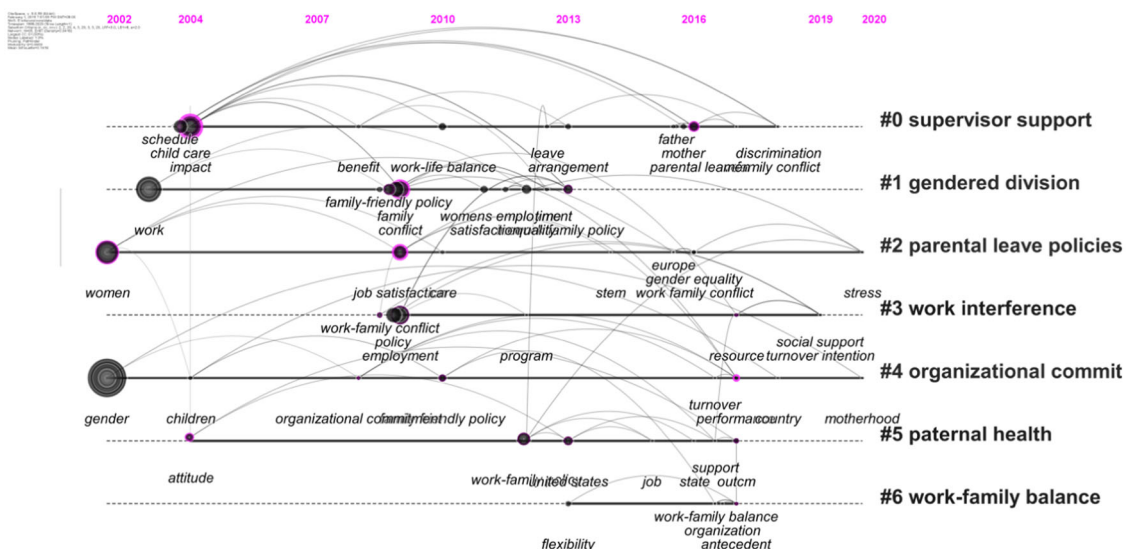 2002 2004 2007 2010 2013 2016 2019 2020
#0 supervisor support
schedule father
child care mother
impact benefit work-life balance leave arrangement parental leave discrimination family conflict
#1 gendered division
family-friendly policy
work family womens employment time
conflict satisfaction inequality family policy
#2 parental leave policies
europe
gender equality
women job satisfaction care stem work family conflict stress
#3 work interference
work-family conflict
policy social support
employment program resource turnover intention
#4 organizational commit
turnover
gender children organizational commitment family friendly policy performance country motherhood
#5 paternal health
support
attitude work-family policy united states job state outcm
#6 work-family balance
work-family balance
organization
flexibility antecedent